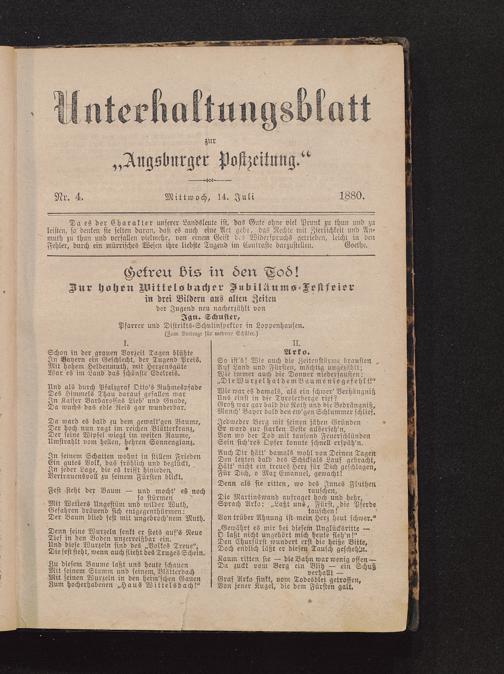 Unterhaltungsblatt
zur
„Augsburger Postzeitung.“
Nr. 4.
Mittwoch, 14. Juli
1880.
Da es der Charakter unserer Landsleute ist, das Gute ohne viel Prunk zu thun und zu
leisten, so denken sie selten daran, daß es auch eine Art gebe, das Rechte mit Zierlichkeit und An-
muth zu thun und verfallen vielmehr, von einem Geist des Widerspruchs getrieben, leicht in den
Fehler, durch ein mürrisches Wesen ihre liebste Tugend im Contraste darzustellen. Goethe.
Getreu bis in den Tod!
Zur hohen Wittelsbacher Jubiläums-Festfeier
in drei Bildern aus alten Zeiten
der Jugend neu nacherzählt von
Ign. Schuster,
Pfarrer und Distrikts-Schulinspektor in Loppenhausen.
(Zum Vortrage für mehrere Schüler.)
I.
Schon in der grauen Vorzeit Tagen blühte
In Bayern ein Geschlecht, der Tugend Preis.
Mit hohem Heldenmuth, mit Herzensgüte
War es im Land das schönste Edelreis.
Und als durch Pfalzgraf Otto's Ruhmespfade
Des Himmels Thau darauf gefallen war
In Kaiser Barbarossas Lieb' und Gnade,
Da wuchs das edle Reis gar wunderbar.
Da ward es bald zu dem gewalt'gen Baume,
Der hoch nun ragt im reichen Blätterkranz,
Der seine Wipfel wiegt im weiten Raume,
Umstrahlt vom hellen, hehren Sonnenglanz.
In seinem Schatten wohnt in stillem Frieden
Ein gutes Volk, das fröhlich und beglückt,
In jeder Lage, die es trifft hinieden
Vertrauensvoll zu seinem Fürsten blickt.
Fest steht der Baum — und mocht' es noch
so stürmen
Mit Wetters Ungestüm und wilder Wuth,
Gefahren dräuend sich entgegenthürmen:
Der Baum blieb fest mit ungebroch'nem Muth.
Denn seine Wurzeln senkt er stets auf's Neue
Tief in den Boden unzerreißbar ein.
Und diese Wurzeln sind des „Volkes Treue“,
Die fest steht, wenn auch sticht des Truges Schein.
Zu diesem Baume laßt uns heute schauen
Mit seinem Stamm und seinem Blätterdach
Mit seinen Wurzeln in den heim'schen Gauen
Zum hocherhabenen „Haus Wittelsbach!“
II.
Arko.
So ist's! Wie auch die Zeitenstürme brausten
Auf Land und Fürsten, mächtig ungezählt;
Wie immer auch die Donner niedersausten:
„Die Wurzel hat dem Baume nie gefehlt!“
Wie war es damals, als ein schwer' Verhängniß
Uns einst in die Tyrolerberge rief?
Groß war gar bald die Noth und die Bedrängniß,
Manch' Bayer bald den ew'gen Schlummer schlief.
Jedweder Berg mit seinen jähen Gründen
Er ward zur starken Veste ausersehn,
Von wo der Tod mit tausend Feuerschlünden
Sein sich'res Opfer konnte schnell erspäh'n.
Auch Dir hält' damals wohl von Deinen Tagen
Den letzten bald des Schicksals Lauf gebracht,
Hätt' nicht ein treues Herz für Dich geschlagen,
Für Dich, o Max Emanuel, gewacht!
Denn als sie ritten, wo des Innes Fluthen
rauschen,
Die Martinswand aufraget hoch und hehr,
Sprach Arko: „Laßt uns, Fürst, die Pferde
tauschen!
Von trüber Ahnung ist mein Herz heut schwer.“
Gewährt es mir bei diesem Unglücksritte —
O laßt nicht ungehört mich heute fleh'n!“
Den Churfürst wundert erst die heiße Bitte,
Doch endlich läßt er diesen Tausch gescheh'n.
Kaum ritten sie — die Bahn war wenig offen —
Da zuckt vom Berg ein Blitz — ein Schuß
verhallt —
Graf Arko sinkt, vom Todesblei getroffen,
Von jener Kugel, die dem Fürsten galt.